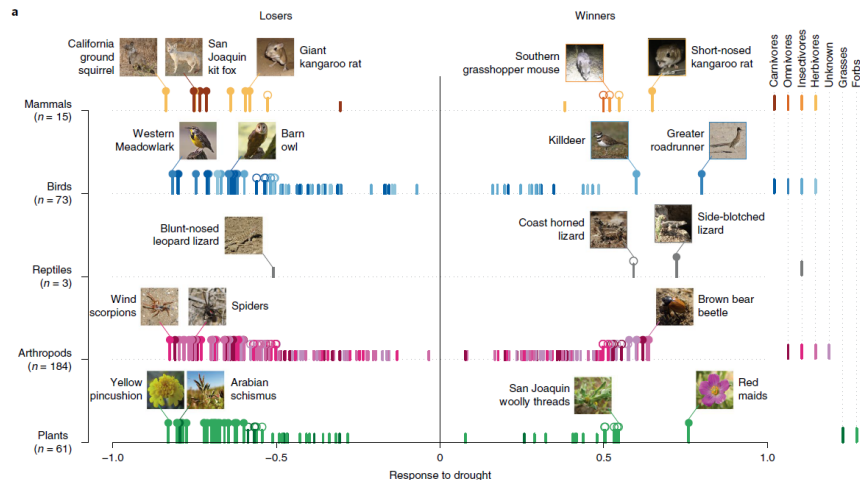 a
Losers
Winners
California
ground
squirrel
San
Joaquin
kit fox
Giant
kangaroo rat
Southern
grasshopper mouse
Short-nosed
kangaroo rat
Carnivores
Omnivores
Insectivores
Herbivores
Unknown
Grasses
Forbs
Mammals
(n = 15)
Western
Meadowlark
Barn
owl
Killdeer
Greater
roadrunner
Birds
(n = 73)
Blunt-nosed
leopard lizard
Coast horned
lizard
Side-blotched
lizard
Reptiles
(n = 3)
Wind
scorpions
Spiders
Brown bear
beetle
Arthropods
(n = 184)
Yellow
pincushion
Arabian
schismus
San Joaquin
woolly threads
Red
maids
Plants
(n = 61)
−1.0
−0.5
0
0.5
1.0
Response to drought